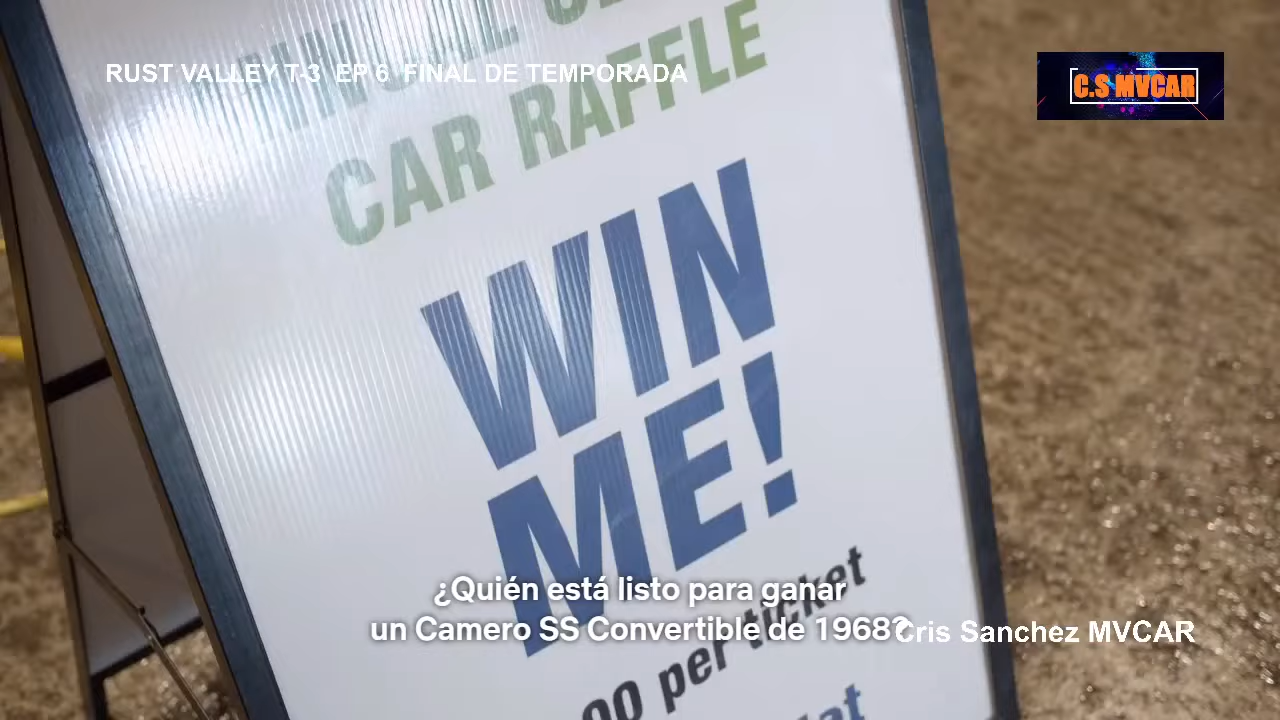 RUST VALLEY T-3 EP 6 FINAL DE TEMPORADA
C.S MVCAR
CAR RAFFLE
WIN
ME!
00 per ticket
¿Quién está listo para ganar
un Camero SS Convertible de 1968?
Cris Sanchez MVCAR